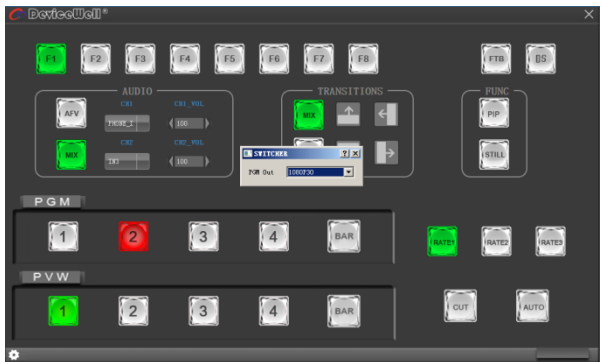 DeviceWell®
F1 F2 F3 F4 F5 F6 F7 F8 FTB DS
AUDIO TRANSITIONS FUNC
AFV CH1 CH1_VOL MIX PIP
PHONE_I 100
MIX CH2 CH2_VOL STILL
IN3 100
SWITCHER
PGM Out 1080P30
PGM
1 2 3 4 BAR RATE1 RATE2 RATE3
PVW
1 2 3 4 BAR CUT AUTO